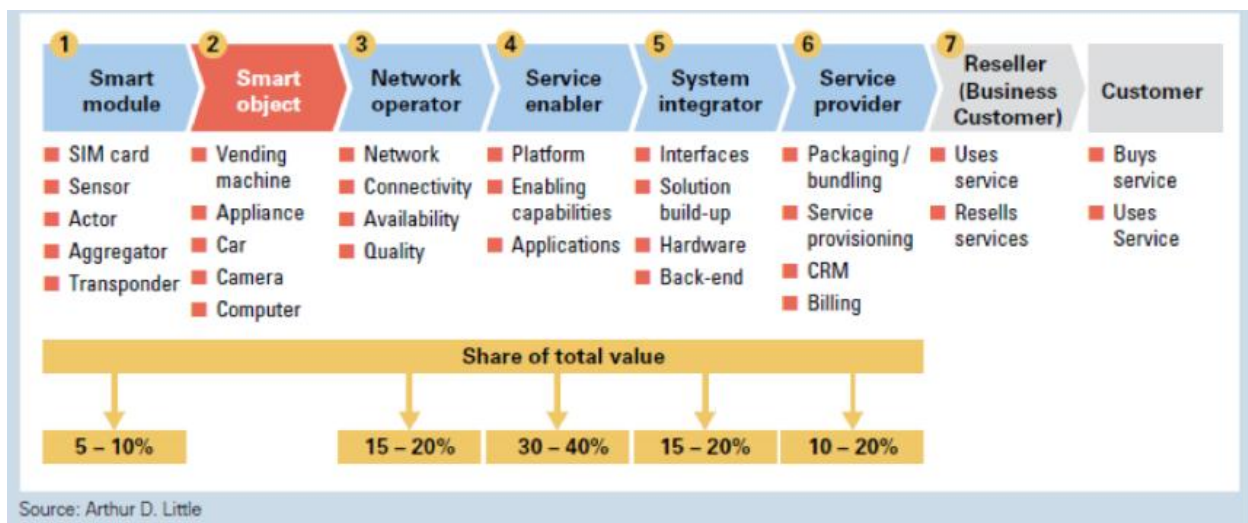 1
Smart
module
2
Smart
object
3
Network
operator
4
Service
enabler
5
System
integrator
6
Service
provider
7
Reseller
(Business
Customer)
Customer
SIM card
Sensor
Actor
Aggregator
Transponder
Vending
machine
Appliance
Car
Camera
Computer
Network
Connectivity
Availability
Quality
Platform
Enabling
capabilities
Applications
Interfaces
Solution
build-up
Hardware
Back-end
Packaging /
bundling
Service
provisioning
CRM
Billing
Uses
service
Resells
services
Buys
service
Uses
Service
Share of total value
5 – 10%
15 – 20%
30 – 40%
15 – 20%
10 – 20%
Source: Arthur D. Little